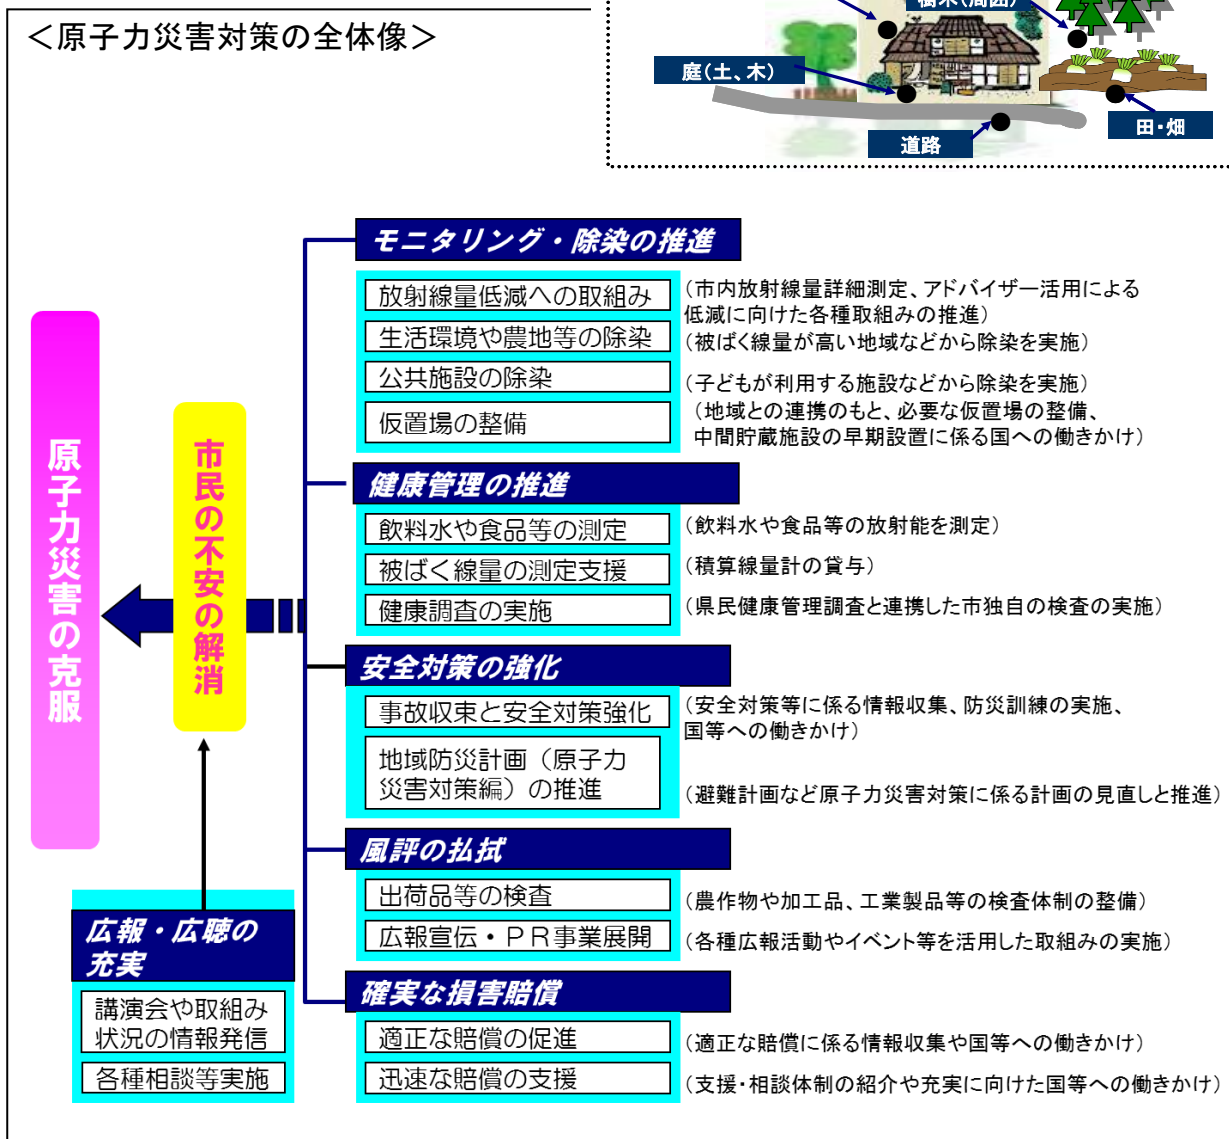 ＜原子力災害対策の全体像＞
樹木（周囲）
庭（土、木）
田・畑
道路
モニタリング・除染の推進
放射線量低減への取組み
（市内放射線量詳細測定、アドバイザー活用による
低減に向けた各種取組みの推進）
生活環境や農地等の除染
（被ばく線量が高い地域などから除染を実施）
公共施設の除染
（子どもが利用する施設などから除染を実施）
仮置場の整備
（地域との連携のもと、必要な仮置場の整備、
中間貯蔵施設の早期設置に係る国への働きかけ）
健康管理の推進
飲料水や食品等の測定
（飲料水や食品等の放射能を測定）
被ばく線量の測定支援
（積算線量計の貸与）
健康調査の実施
（県民健康管理調査と連携した市独自の検査の実施）
安全対策の強化
事故収束と安全対策強化
（安全対策等に係る情報収集、防災訓練の実施、
国等への働きかけ）
地域防災計画（原子力
災害対策編）の推進
（避難計画など原子力災害対策に係る計画の見直しと推進）
風評の払拭
出荷品等の検査
（農作物や加工品、工業製品等の検査体制の整備）
広報宣伝・ＰＲ事業展開
（各種広報活動やイベント等を活用した取組みの実施）
確実な損害賠償
適正な賠償の促進
（適正な賠償に係る情報収集や国等への働きかけ）
迅速な賠償の支援
（支援・相談体制の紹介や充実に向けた国等への働きかけ）
市民の不安の解消
原子力災害の克服
広報・広聴の
充実
講演会や取組み
状況の情報発信
各種相談等実施